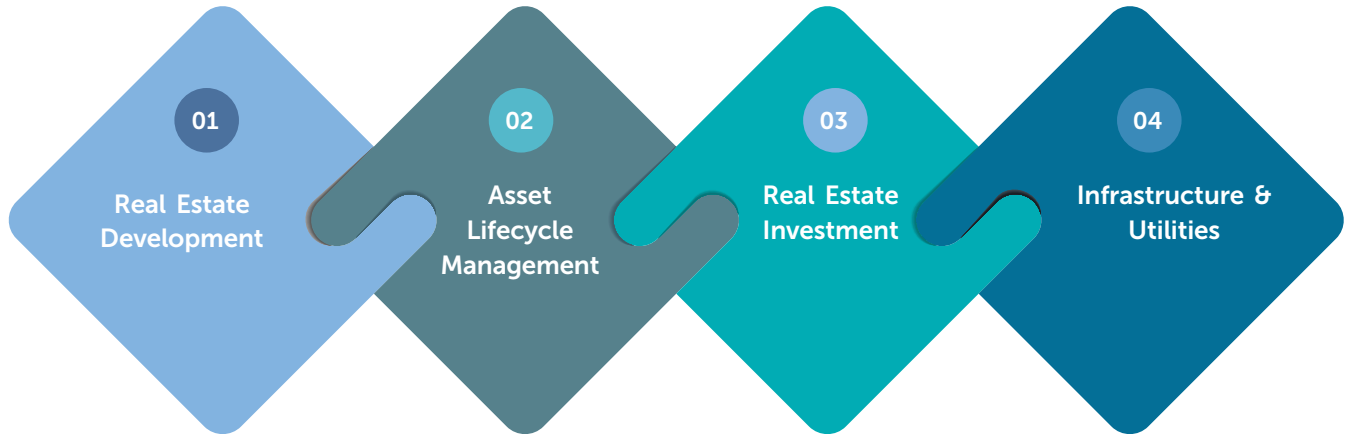 01
Real Estate
Development
02
Asset
Lifecycle
Management
03
Real Estate
Investment
04
Infrastructure &
Utilities